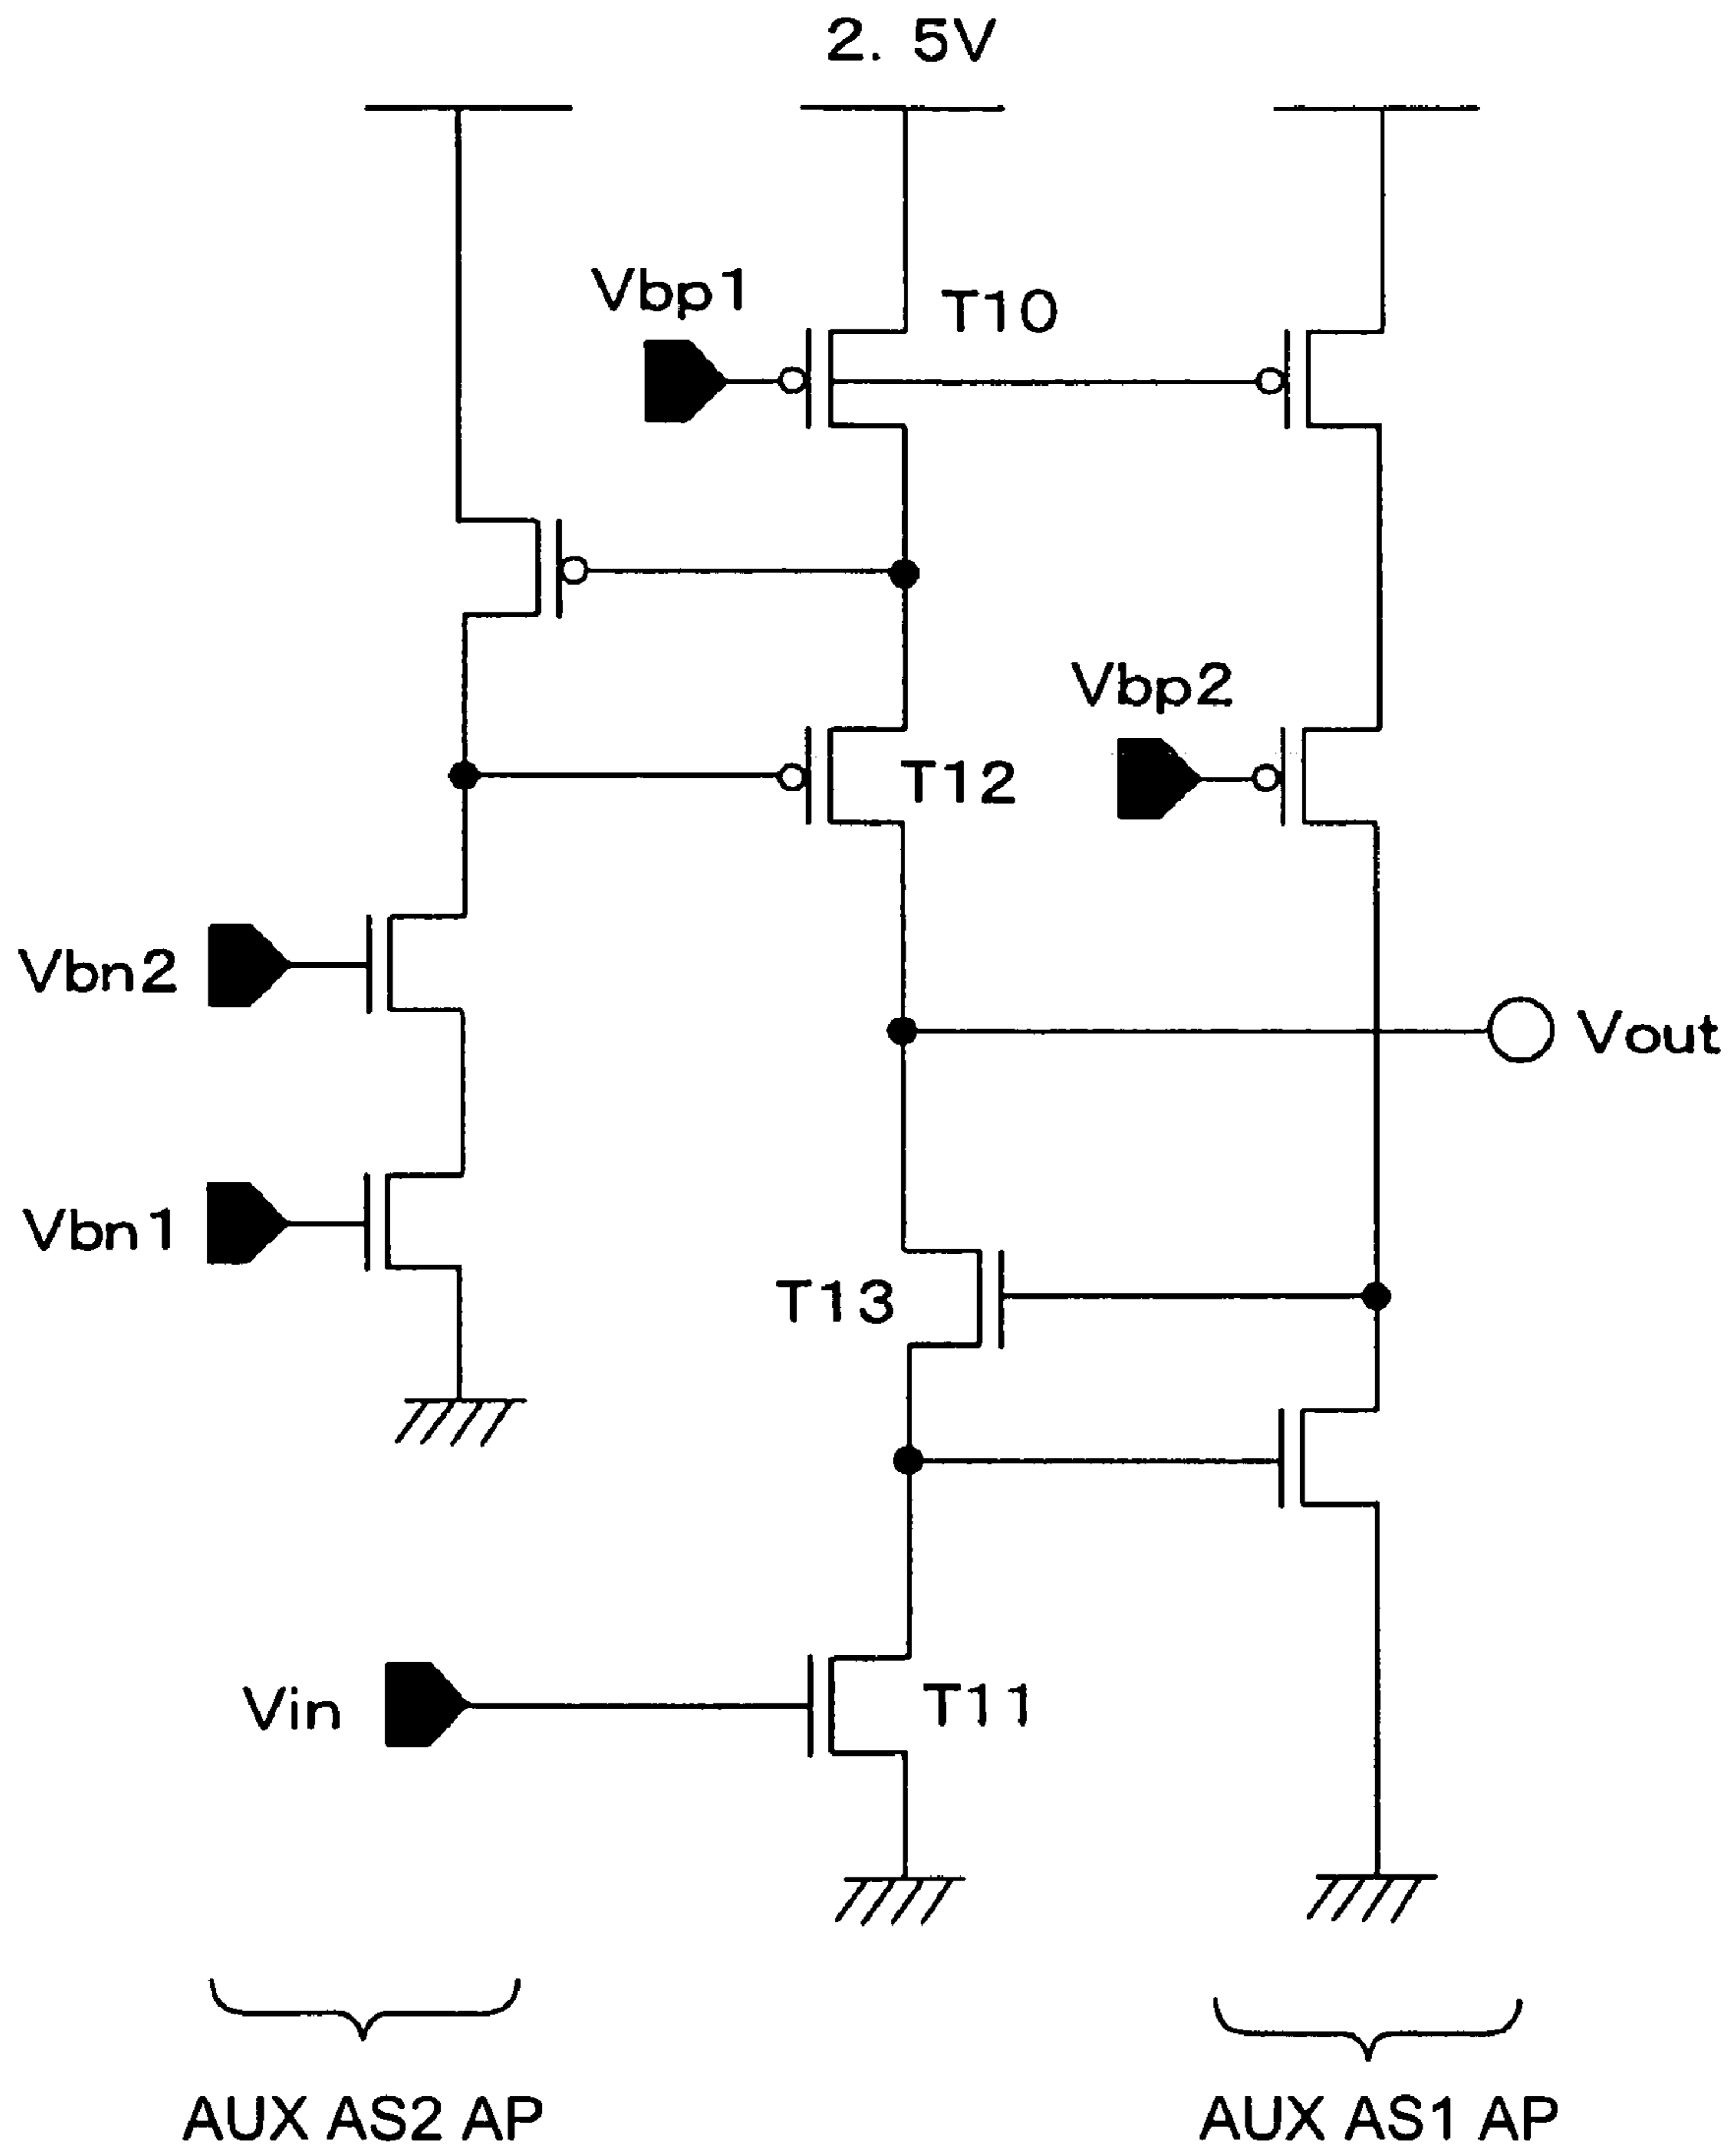 2. 5V
Vbp1
T10
Vbp2
T12
Vbn2
Vout
Vbn1
T13
Vin
T11
AUX AS2 AP
AUX AS1 AP